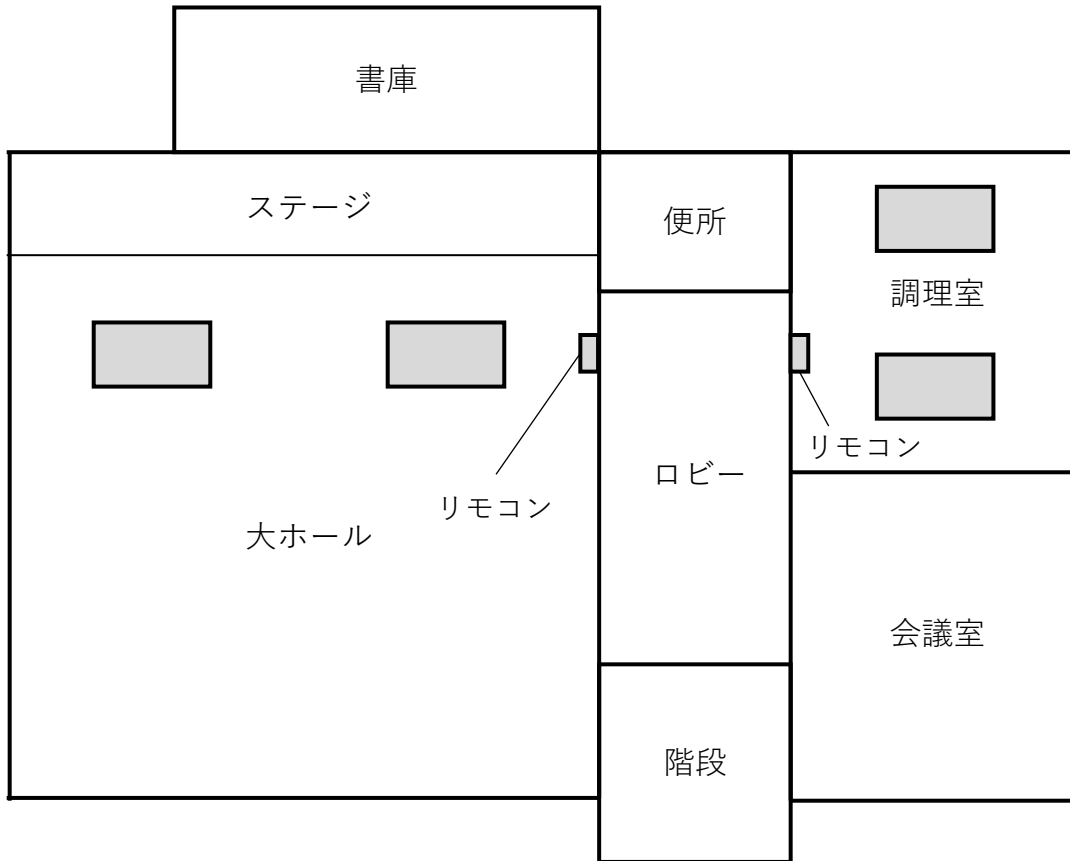 書庫
ステージ
便所
調理室
リモコン
ロビー
リモコン
大ホール
会議室
階段